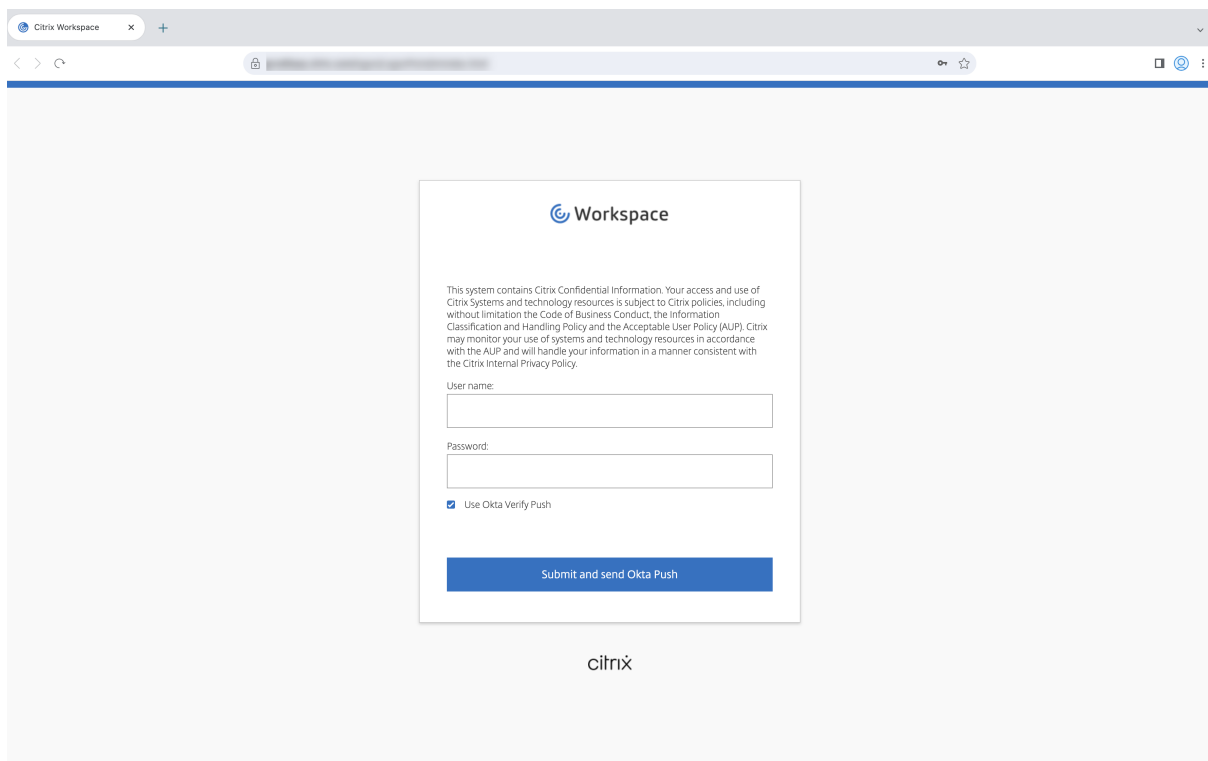 Citrix Workspace
Workspace
This system contains Citrix Confidential Information. Your access and use of
Citrix Systems and technology resources is subject to Citrix policies, including
without limitation the Code of Business Conduct, the Information
Classification and Handling Policy and the Acceptable User Policy (AUP). Citrix
may monitor your use of systems and technology resources in accordance
with the AUP and will handle your information in a manner consistent with
the Citrix Internal Privacy Policy.
User name:
Password:
Use Okta Verify Push
Submit and send Okta Push
citrix